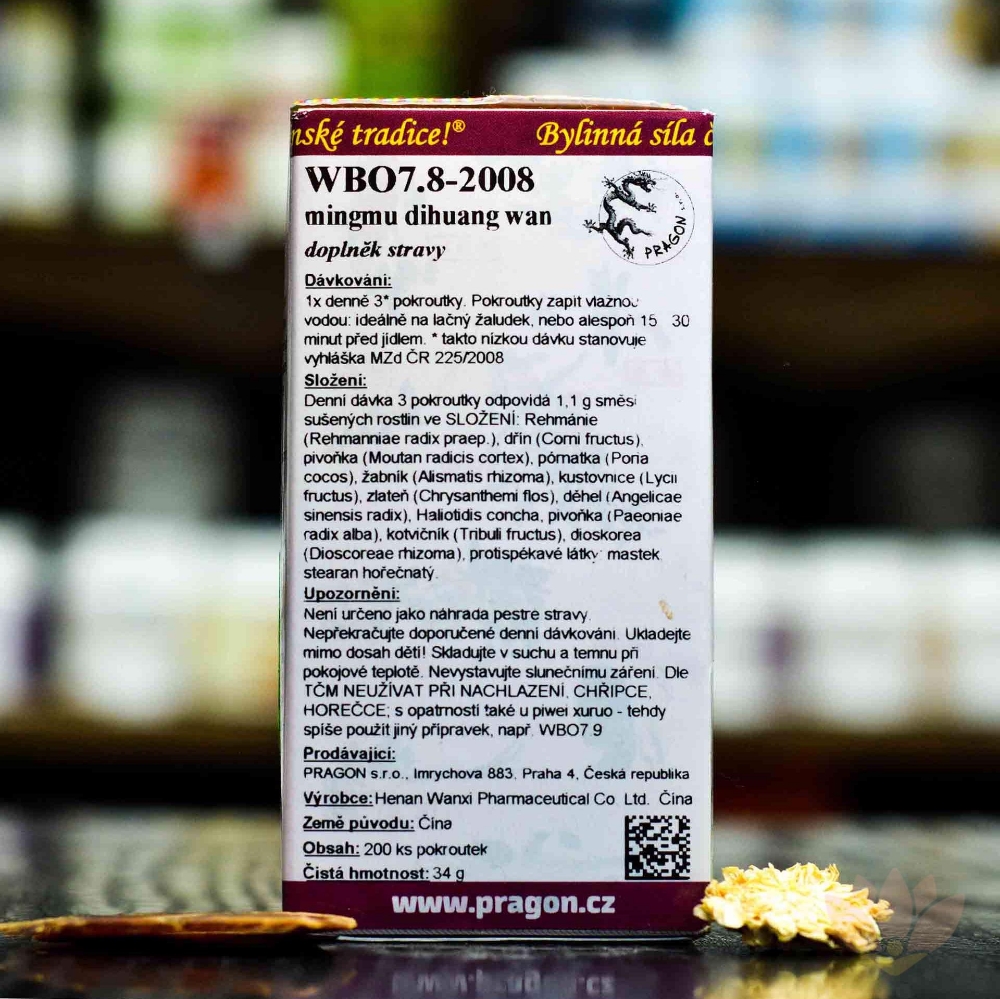 nské tradice!® Bylinná síla č
WBO7.8-2008
mingmu dihuang wan
doplněk stravy
PRAGON s.r.o.
Dávkování:
1x denně 3* pokroutky. Pokroutky zapít vlažnou
vodou: ideálně na lačný žaludek, nebo alespoň 15 30
minut před jídlem. * takto nízkou dávku stanovuje
vyhláška MZd ČR 225/2008
Složení:
Denní dávka 3 pokroutky odpovídá 1,1 g směsi
sušených rostlin ve SLOŽENÍ: Rehmánie
(Rehmanniae radix praep.), dřín (Corni fructus),
pivoňka (Moutan radicis cortex), pórnatka (Poria
cocos), žabník (Alismatis rhizoma), kustovnice (Lycii
fructus), zlateň (Chrysanthemi flos), děhel (Angelicae
sinensis radix), Haliotidis concha, pivoňka (Paeoniae
radix alba), kotvičník (Tribuli fructus), dioskorea
(Dioscoreae rhizoma), protispékavé látky: mastek,
stearan hořečnatý.
Upozornění:
Není určeno jako náhrada pestré stravy.
Nepřekračujte doporučené denní dávkování. Ukládejte
mimo dosah dětí! Skladujte v suchu a temnu při
pokojové teplotě. Nevystavujte slunečnímu záření. Dle
TČM NEUŽÍVAT PŘI NACHLAZENÍ, CHŘIPCE,
HOREČCE; s opatrností také u piwei xuruo - tehdy
spíše použít jiný přípravek, např. WBO7.9
Prodávající:
PRAGON s.r.o., Imrychova 883, Praha 4, Česká republika
Výrobce: Henan Wanxi Pharmaceutical Co. Ltd. Čína
Země původu: Čína
Obsah: 200 ks pokroutek
Čistá hmotnost: 34 g
www.pragon.cz